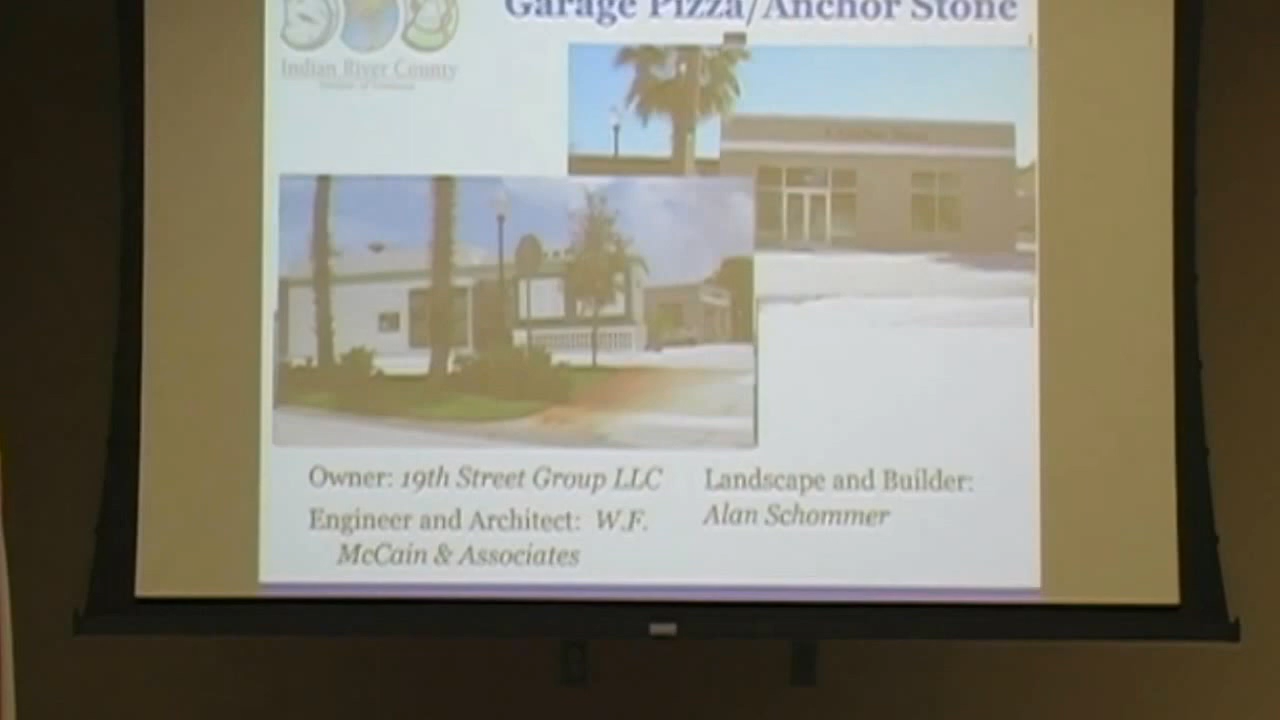 Garage Pizza/Anchor Stone
Indian River County
Owner: 19th Street Group LLC
Engineer and Architect: W.F.
McCain & Associates
Landscape and Builder:
Alan Schommer